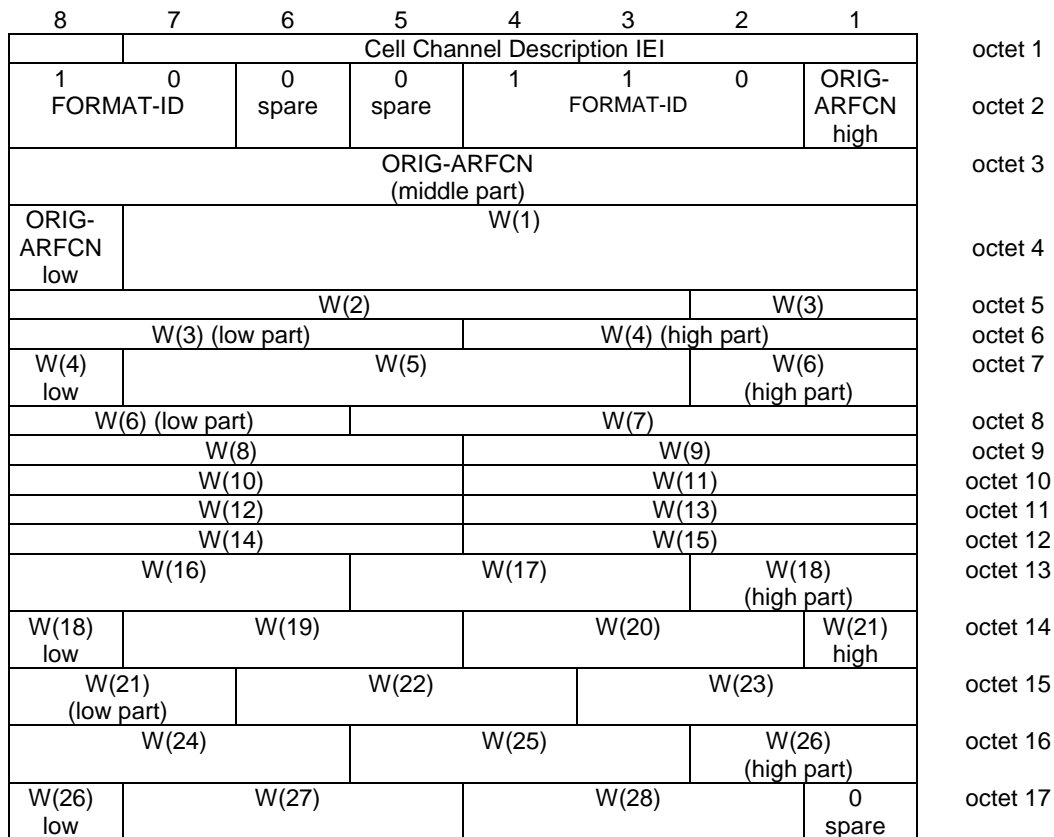 8 7 6 5 4 3 2 1
Cell Channel Description IEI octet 1
1 0 0 0 1 1 0 ORIG-
FORMAT-ID spare spare FORMAT-ID ARFCN octet 2
high
ORIG-ARFCN octet 3
(middle part)
ORIG- W(1)
ARFCN octet 4
low
W(2) W(3) octet 5
W(3) (low part) W(4) (high part) octet 6
W(4) W(5) W(6) octet 7
low (high part)
W(6) (low part) W(7) octet 8
W(8) W(9) octet 9
W(10) W(11) octet 10
W(12) W(13) octet 11
W(14) W(15) octet 12
W(16) W(17) W(18) octet 13
(high part)
W(18) W(19) W(20) W(21) octet 14
low high
W(21) W(22) W(23) octet 15
(low part)
W(24) W(25) W(26) octet 16
(high part)
W(26) W(27) W(28) 0 octet 17
low spare